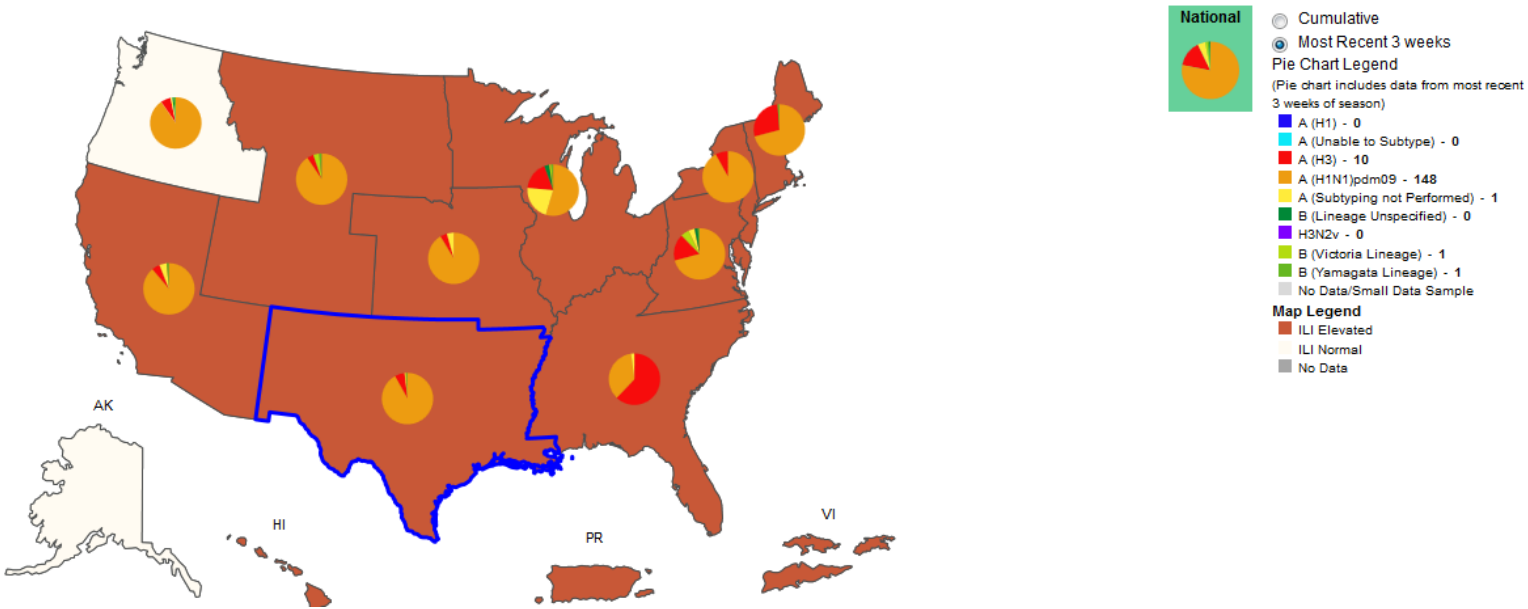 National
Cumulative
Most Recent 3 weeks
Pie Chart Legend
(Pie chart includes data from most recent
3 weeks of season)
A (H1) - 0
A (Unable to Subtype) - 0
A (H3) - 10
A (H1N1)pdm09 - 148
A (Subtyping not Performed) - 1
B (Lineage Unspecified) - 0
H3N2v - 0
B (Victoria Lineage) - 1
B (Yamagata Lineage) - 1
No Data/Small Data Sample
Map Legend
ILI Elevated
ILI Normal
No Data
AK
HI
PR
VI